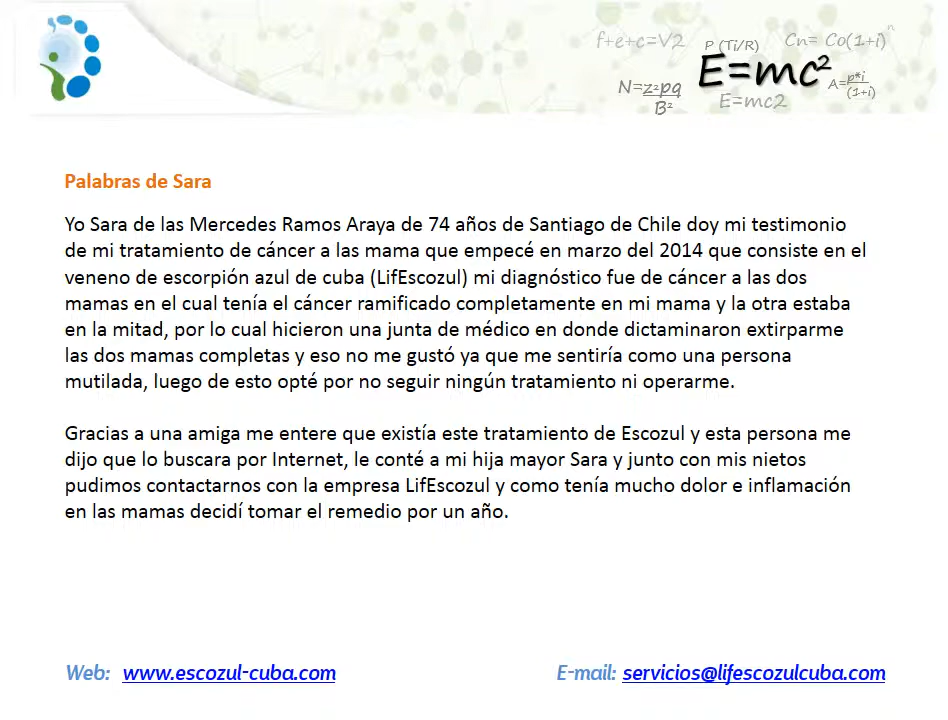 f+e+c=V2
P (Ti/R)
Cn= Co(1+i)ⁿ
E=mc²
N=z²pq
B²
A=p*i
(1+i)
E=mc2
Palabras de Sara
Yo Sara de las Mercedes Ramos Araya de 74 años de Santiago de Chile doy mi testimonio
de mi tratamiento de cáncer a las mama que empecé en marzo del 2014 que consiste en el
veneno de escorpión azul de cuba (LifEscozul) mi diagnóstico fue de cáncer a las dos
mamas en el cual tenía el cáncer ramificado completamente en mi mama y la otra estaba
en la mitad, por lo cual hicieron una junta de médico en donde dictaminaron extirparme
las dos mamas completas y eso no me gustó ya que me sentiría como una persona
mutilada, luego de esto opté por no seguir ningún tratamiento ni operarme.
Gracias a una amiga me entere que existía este tratamiento de Escozul y esta persona me
dijo que lo buscara por Internet, le conté a mi hija mayor Sara y junto con mis nietos
pudimos contactarnos con la empresa LifEscozul y como tenía mucho dolor e inflamación
en las mamas decidí tomar el remedio por un año.
Web: www.escozul-cuba.com E-mail: servicios@lifescozulcuba.com